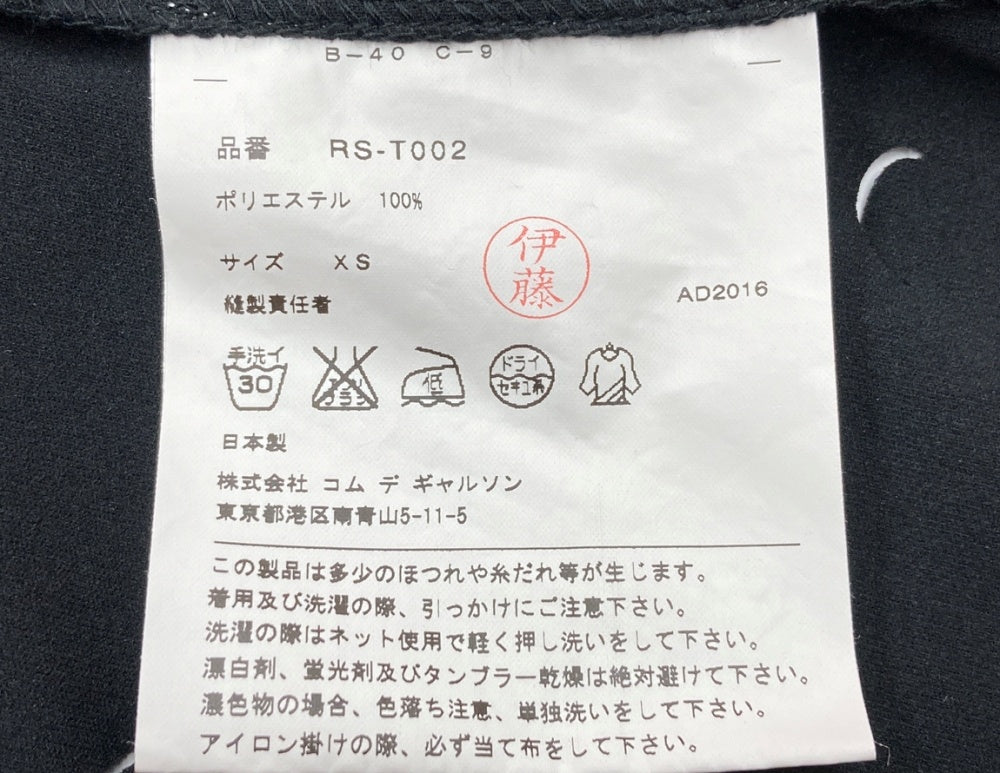 B-40 C-9
品番 RS-T002
ポリエステル 100%
サイズ XS
伊藤
縫製責任者
AD2016
手洗イ
30
エンソ
サラシ
低
ドライ
セキユ系
日本製
株式会社 コム デ ギャルソン
東京都港区南青山5-11-5
この製品は多少のほつれや糸だれ等が生じます。
着用及び洗濯の際、引っかけにご注意下さい。
洗濯の際はネット使用で軽く押し洗いをして下さい。
漂白剤、蛍光剤及びタンブラー乾燥は絶対避けて下さい。
濃色物の場合、色落ち注意、単独洗いをして下さい。
アイロン掛けの際、必ず当て布をして下さい。